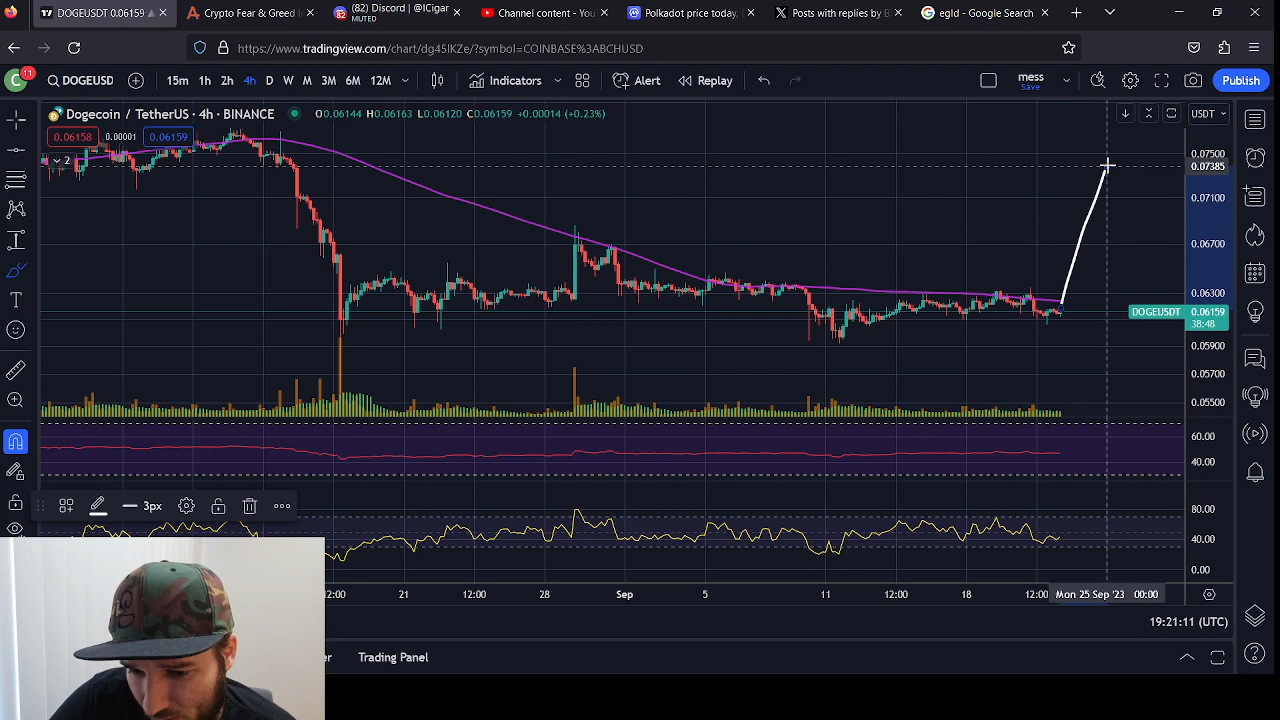 DOGEUSD 0.06159
Crypto Fear & Greed I
(82) Discord | @ICigar
MUTED
Channel content - You
Polkadot price today,
Posts with replies by B
egld - Google Search
https://www.tradingview.com/chart/dg45lKZe/?symbol=COINBASE%3ABCHUSD
C 11 DOGEUSD 15m 1h 2h 4h D W M 3M 6M 12M Indicators Alert Replay mess Publish
Save
Dogecoin / TetherUS · 4h · BINANCE O0.06144 H0.06163 L0.06120 C0.06159 +0.00014 (+0.23%) USDT
0.06158 0.00001 0.06159
2
0.07500
0.07385
0.07100
0.06700
0.06300
DOGEUSDT 0.06159
38:48
0.05900
0.05700
0.05500
60.00
40.00
3px
80.00
40.00
0.00
12:00 21 12:00 28 Sep 5 11 12:00 18 12:00 Mon 25 Sep '23 00:00
19:21:11 (UTC)
Trading Panel